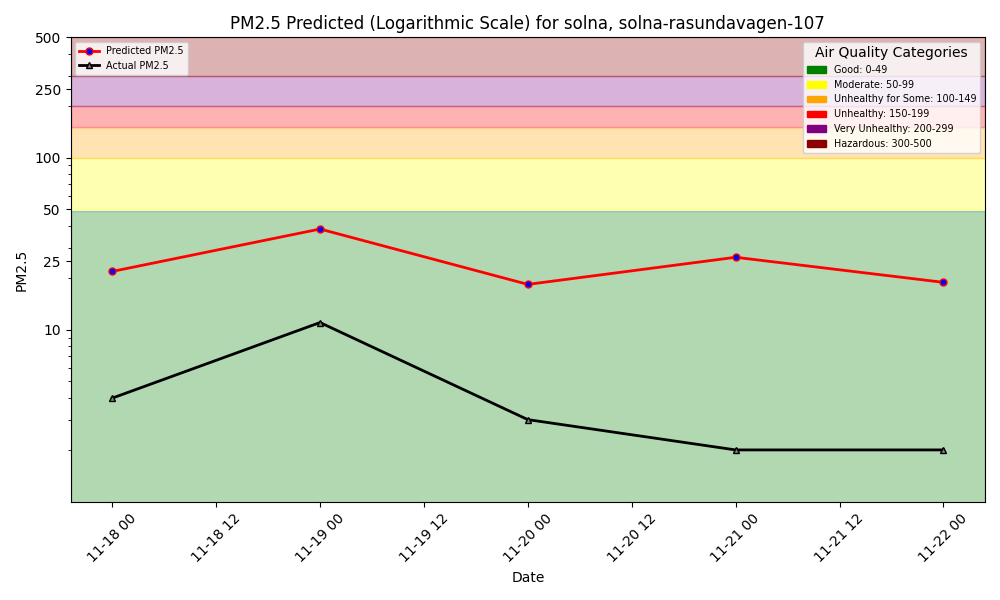 PM2.5 Predicted (Logarithmic Scale) for solna, solna-rasundavagen-107
Predicted PM2.5
Actual PM2.5
Air Quality Categories
Good: 0-49
Moderate: 50-99
Unhealthy for Some: 100-149
Unhealthy: 150-199
Very Unhealthy: 200-299
Hazardous: 300-500
500
250
100
50
25
10
PM2.5
11-18 00
11-18 12
11-19 00
11-19 12
11-20 00
11-20 12
11-21 00
11-21 12
11-22 00
Date